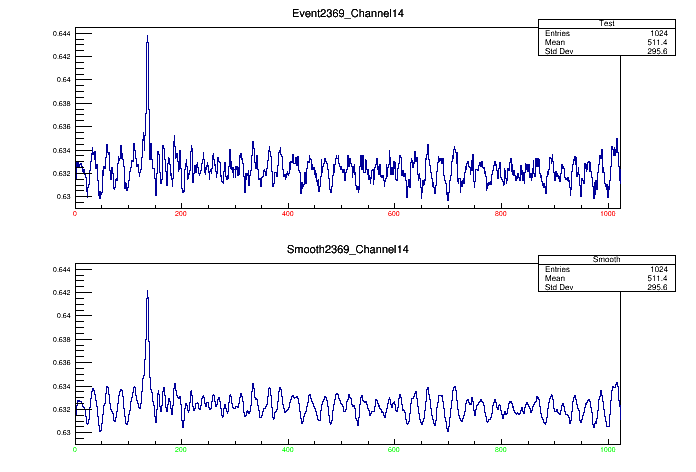 Event2369_Channel14
Test
Entries 1024
Mean 511.4
Std Dev 295.6
0.644
0.642
0.64
0.638
0.636
0.634
0.632
0.63
0 200 400 600 800 1000
Smooth2369_Channel14
Smooth
Entries 1024
Mean 511.4
Std Dev 295.6
0.644
0.642
0.64
0.638
0.636
0.634
0.632
0.63
0 200 400 600 800 1000